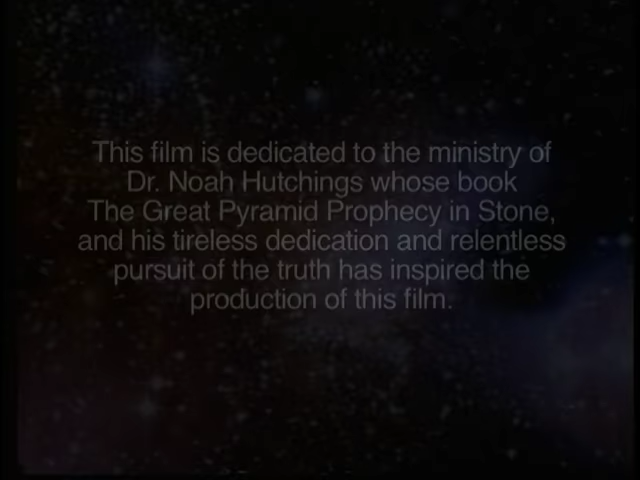 This film is dedicated to the ministry of
Dr. Noah Hutchings whose book
The Great Pyramid Prophecy in Stone,
and his tireless dedication and relentless
pursuit of the truth has inspired the
production of this film.